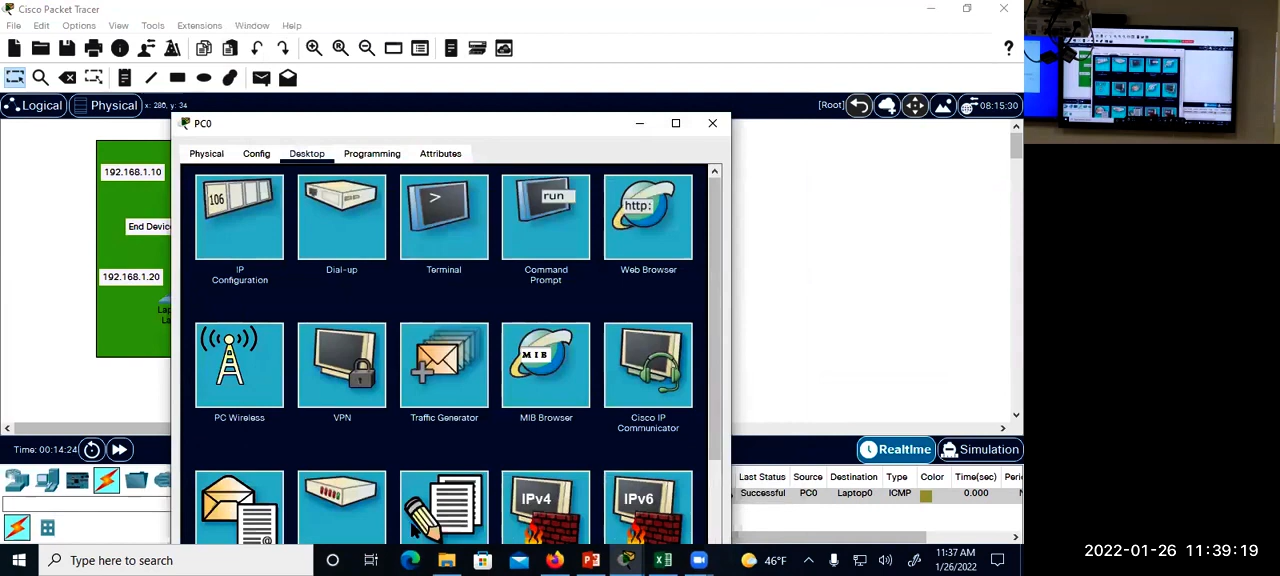 Cisco Packet Tracer
File Edit Options View Tools Extensions Window Help
?
Logical Physical x: 280, y: 34 [Root] 08:15:30
PC0
Physical Config Desktop Programming Attributes
192.168.1.10
End Devic
192.168.1.20
Lap
La
106
>
run
http:
IP Configuration
Dial-up
Terminal
Command Prompt
Web Browser
MIB
PC Wireless
VPN
Traffic Generator
MIB Browser
Cisco IP Communicator
@
IPv4
IPv6
Time: 00:14:24
Realtime Simulation
Last Status Source Destination Type Color Time(sec) Peri
Successful PC0 Laptop0 ICMP 0.000 N
Type here to search
46°F
11:37 AM
1/26/2022
2022-01-26 11:39:19